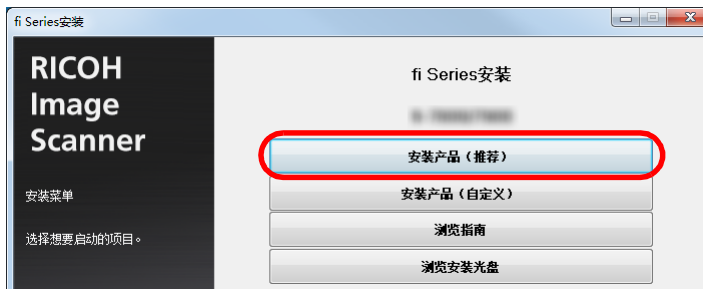 fi Series安装
RICOH
Image
Scanner
安装菜单
选择想要启动的项目。
fi Series安装
安装产品（推荐）
安装产品（自定义）
浏览指南
浏览安装光盘